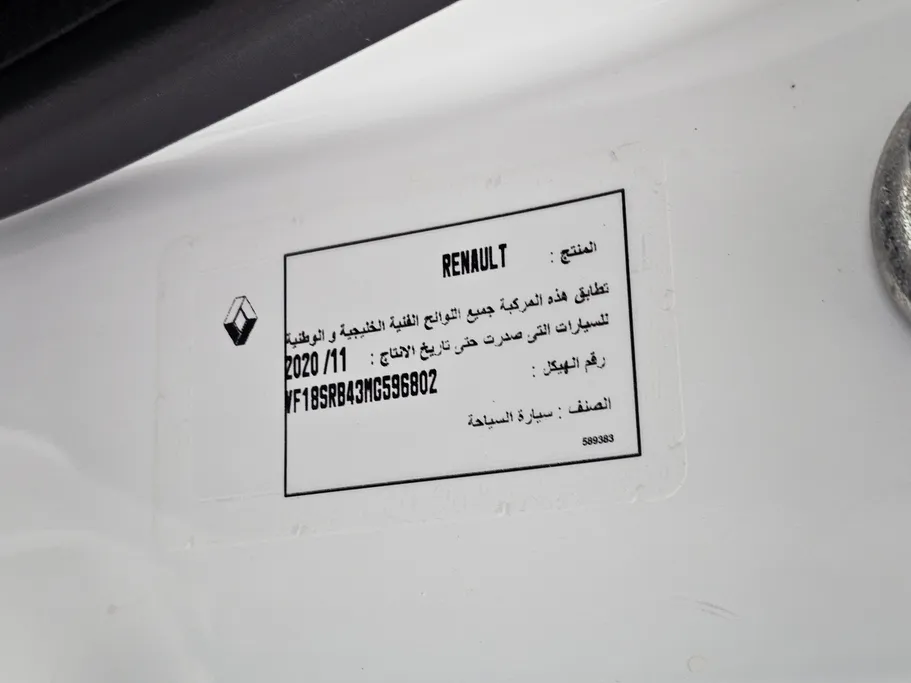 المنتج : RENAULT
تطابق هذه المركبة جميع اللوائح الفنية الخليجية و الوطنية
للسيارات التى صدرت حتى تاريخ الانتاج : 2020/11
رقم الهيكل : VF18SRB43MG596802
الصنف : سيارة السياحة
589383